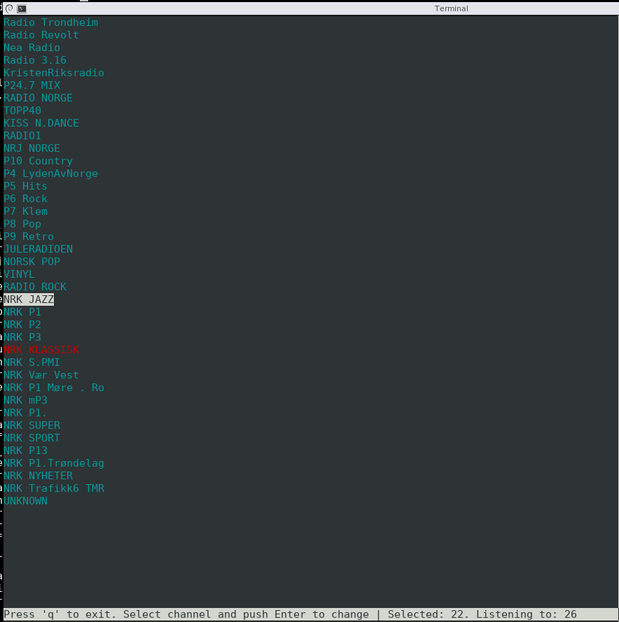 Terminal
Radio Trondheim
Radio Revolt
Nea Radio
Radio 3.16
KristenRiksradio
P24.7 MIX
RADIO NORGE
TOPP40
KISS N.DANCE
RADIO1
NRJ NORGE
P10 Country
P4 LydenAvNorge
P5 Hits
P6 Rock
P7 Klem
P8 Pop
P9 Retro
JULERADIOEN
NORSK POP
VINYL
RADIO ROCK
NRK JAZZ
NRK P1
NRK P2
NRK P3
NRK KLASSISK
NRK S.PMI
NRK Vær Vest
NRK P1 Møre . Ro
NRK mP3
NRK P1.
NRK SUPER
NRK SPORT
NRK P13
NRK P1.Trøndelag
NRK NYHETER
NRK Trafikk6 TMR
UNKNOWN
Press 'q' to exit. Select channel and push Enter to change | Selected: 22. Listening to: 26